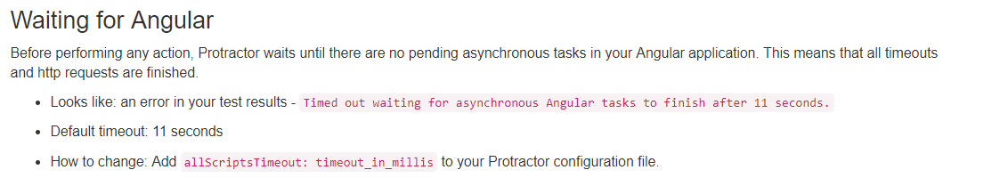 Waiting for Angular
Before performing any action, Protractor waits until there are no pending asynchronous tasks in your Angular application. This means that all timeouts
and http requests are finished.
• Looks like: an error in your test results - Timed out waiting for asynchronous Angular tasks to finish after 11 seconds.
• Default timeout: 11 seconds
• How to change: Add allScriptsTimeout: timeout_in_millis to your Protractor configuration file.